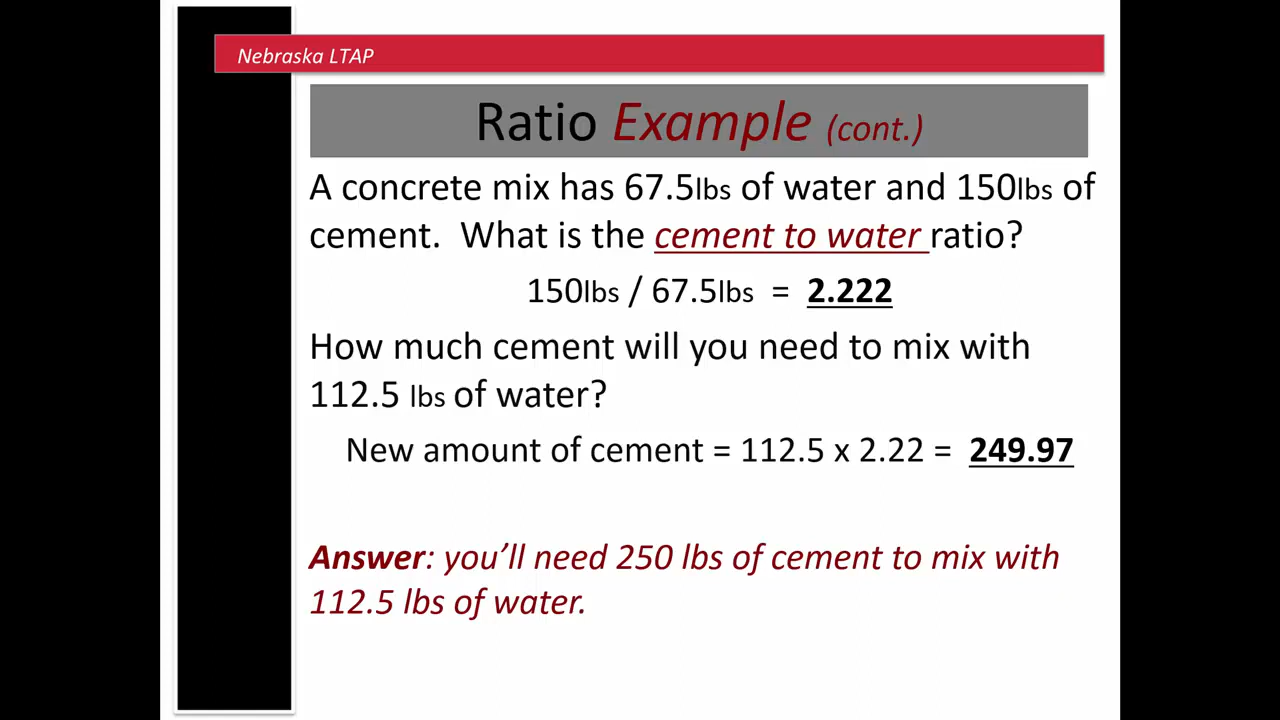 Nebraska LTAP
Ratio Example (cont.)
A concrete mix has 67.5lbs of water and 150lbs of
cement.  What is the cement to water ratio?
150lbs / 67.5lbs  =  2.222
How much cement will you need to mix with
112.5 lbs of water?
New amount of cement = 112.5 x 2.22 =  249.97
Answer: you’ll need 250 lbs of cement to mix with
112.5 lbs of water.